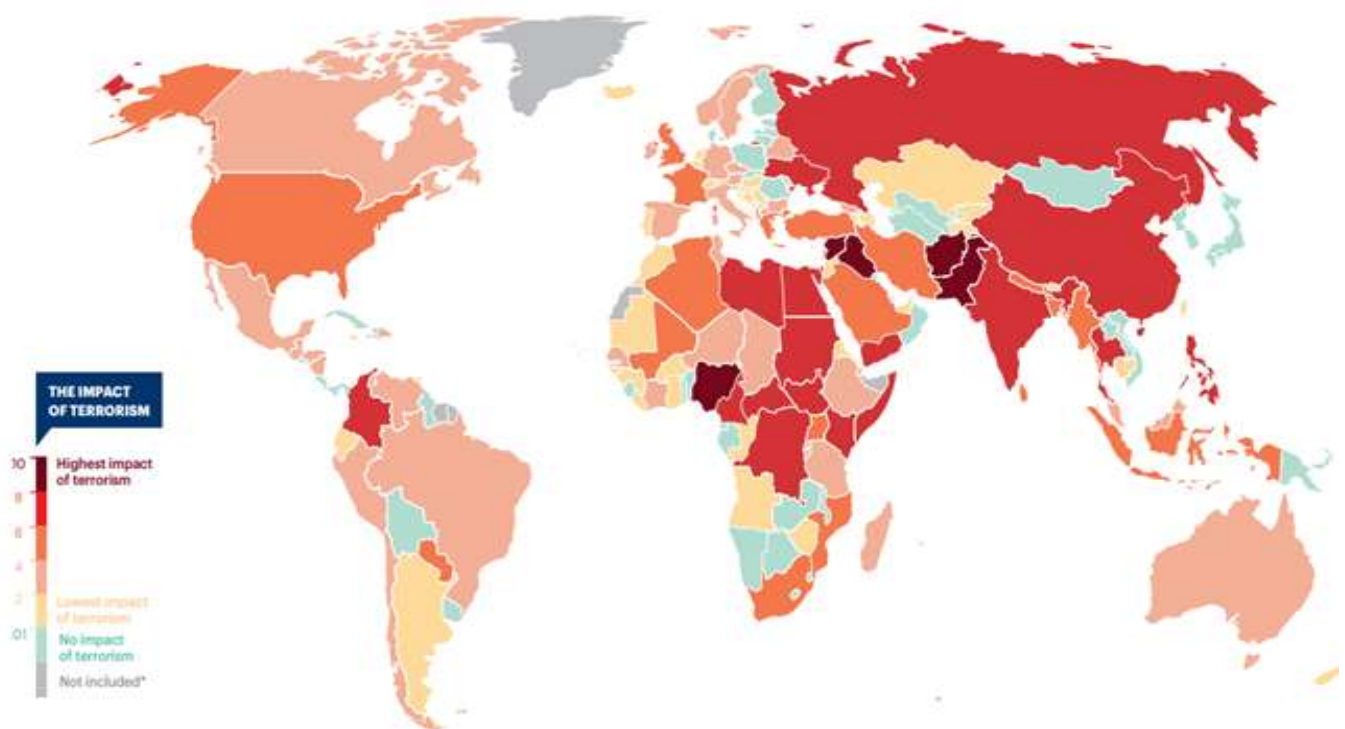 THE IMPACT
OF TERRORISM
10
Highest impact
of terrorism
8
6
4
2
Lowest impact
of terrorism
.01
No impact
of terrorism
Not included*